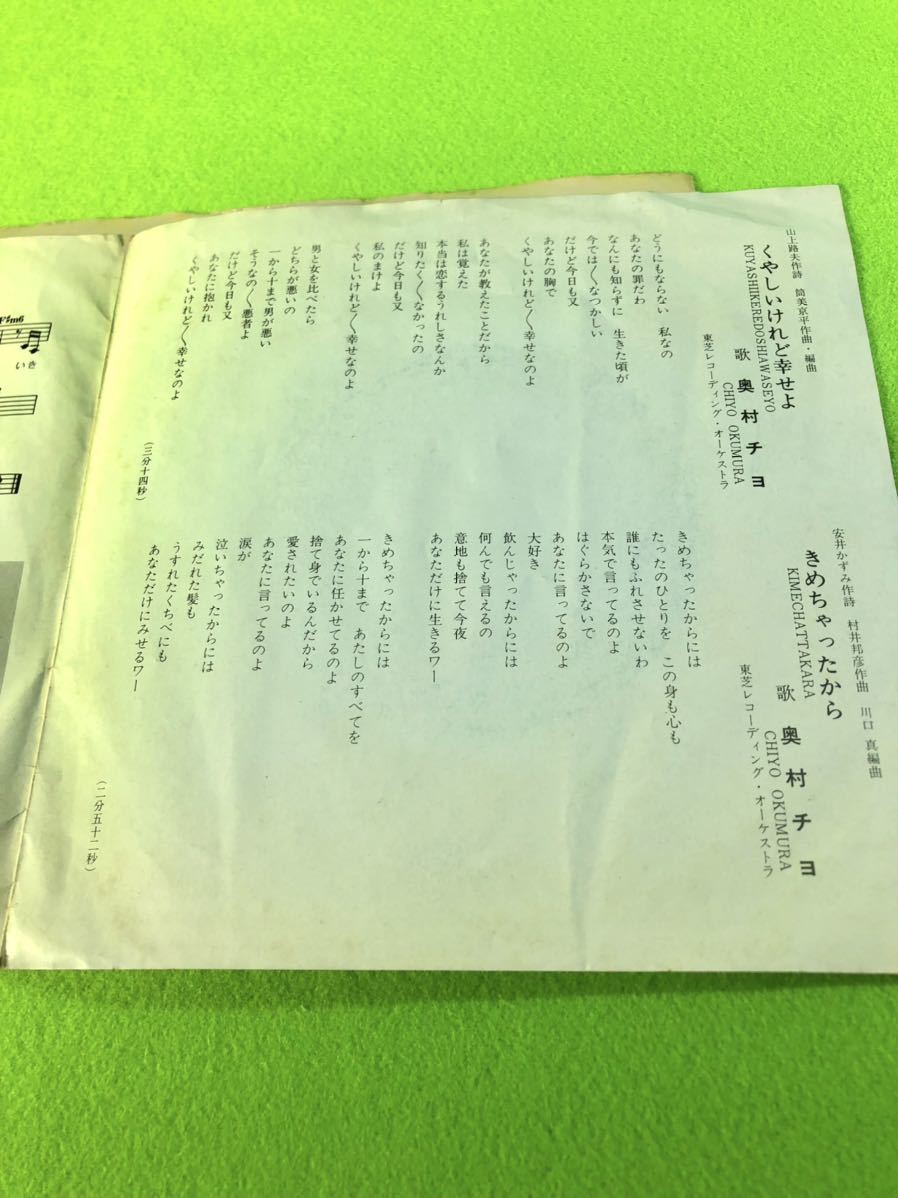 山上路夫作詩 筒美京平作曲・編曲
くやしいけれど幸せよ
KUYASHIIKEREDOSHIAWASEYO
歌 奥村チヨ
CHIYO OKUMURA
東芝レコーディング・オーケストラ
どうにもならない 私なの
あなたの罪だわ
なんにも知らずに 生きた頃が
今では〱なつかしい
だけど今日も又
あなたの胸で
くやしいけれど〱幸せなのよ
あなたが教えたことだから
私は覚えた
本当は恋するうれしさなんか
知りたく〱なかったの
だけど今日も又
私のまけよ
くやしいけれど〱幸せなのよ
男と女を比べたら
どちらが悪いの
一から十まで男が悪い
そうなの〱悪者よ
だけど今日も又
あなたに抱かれ
くやしいけれど〱幸せなのよ
(三分十四秒)
安井かずみ作詩 村井邦彦作曲 川口 真編曲
きめちゃったから
KIMECHATTAKARA
歌 奥村チヨ
CHIYO OKUMURA
東芝レコーディング・オーケストラ
きめちゃったからには
たったのひとりを この身も心も
誰にもふれさせないわ
本気で言ってるのよ
はぐらかさないで
あなたに言ってるのよ
大好き
飲んじゃったからには
何んでも言えるの
意地も捨てて今夜
あなただけに生きるワー
きめちゃったからには
一から十まで あたしのすべてを
あなたに任かせてるのよ
捨て身でいるんだから
愛されたいのよ
あなたに言ってるのよ
涙が
泣いちゃったからには
みだれた髪も
うすれたくちべにも
あなただけにみせるワー
(二分五十二秒)
F♯m6
いき